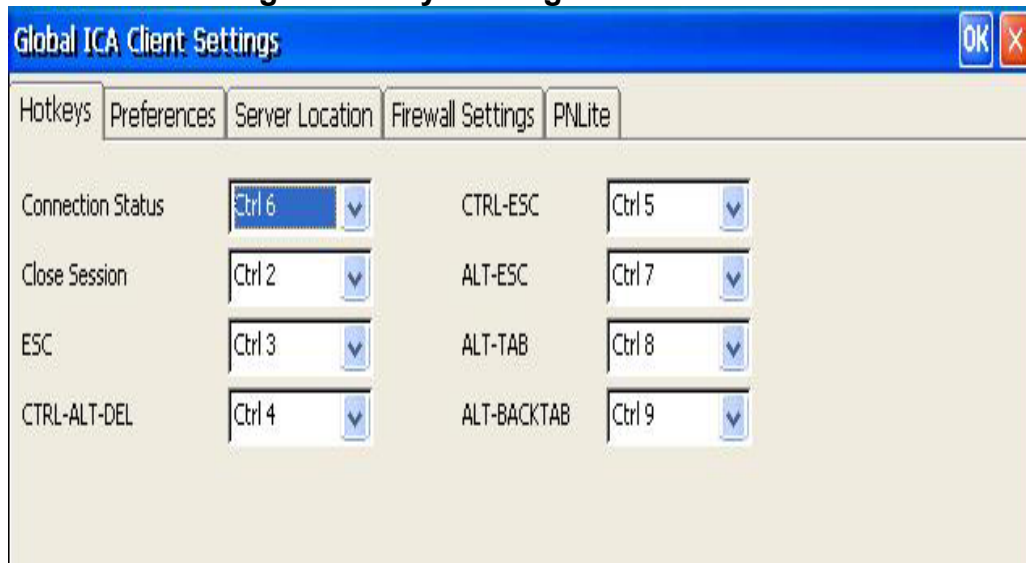 Global ICA Client Settings OK
Hotkeys Preferences Server Location Firewall Settings PNLite
Connection Status Ctrl 6 CTRL-ESC Ctrl 5
Close Session Ctrl 2 ALT-ESC Ctrl 7
ESC Ctrl 3 ALT-TAB Ctrl 8
CTRL-ALT-DEL Ctrl 4 ALT-BACKTAB Ctrl 9